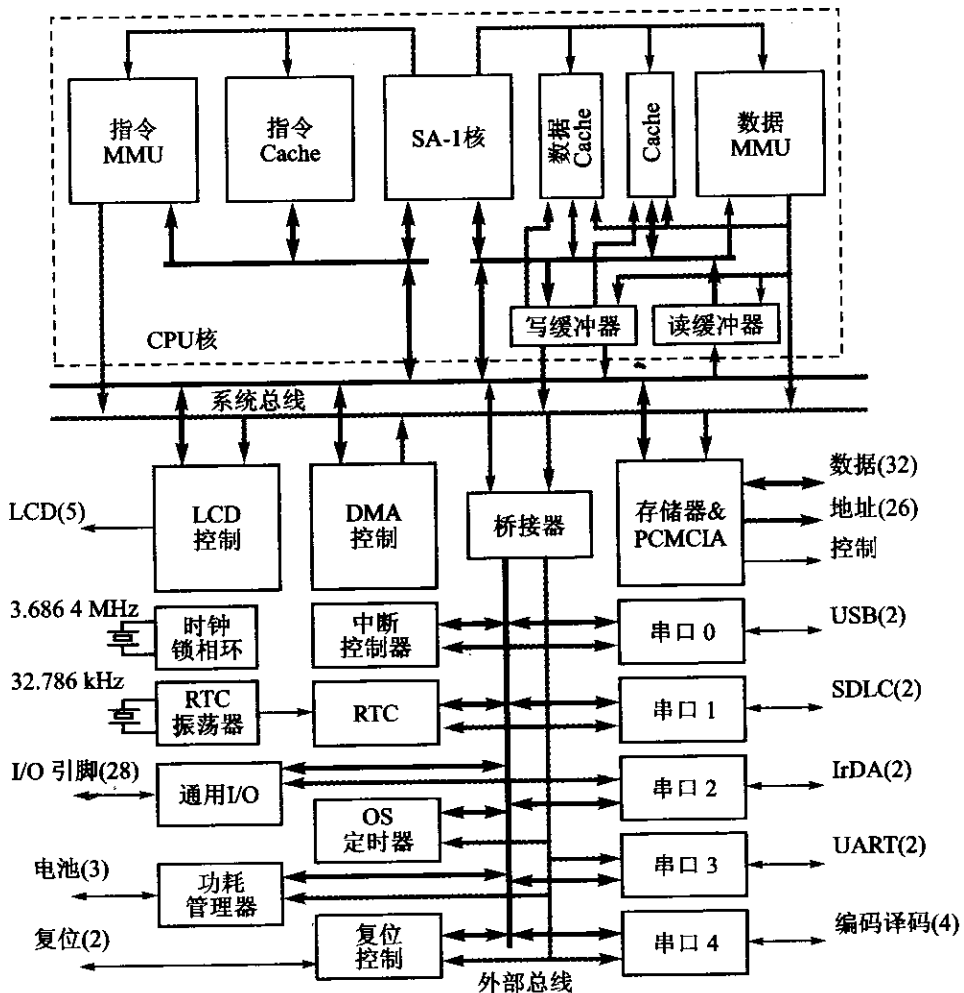 指令
MMU
指令
Cache
SA-1核
数据
Cache
Cache
数据
MMU
写缓冲器
读缓冲器
CPU核
系统总线
LCD(5)
LCD
控制
DMA
控制
桥接器
存储器&
PCMCIA
数据(32)
地址(26)
控制
3.686 4 MHz
时钟
锁相环
中断
控制器
串口 0
USB(2)
32.786 kHz
RTC
振荡器
RTC
串口 1
SDLC(2)
I/O 引脚(28)
通用I/O
串口 2
IrDA(2)
OS
定时器
串口 3
UART(2)
电池(3)
功耗
管理器
复位(2)
复位
控制
串口 4
编码译码(4)
外部总线